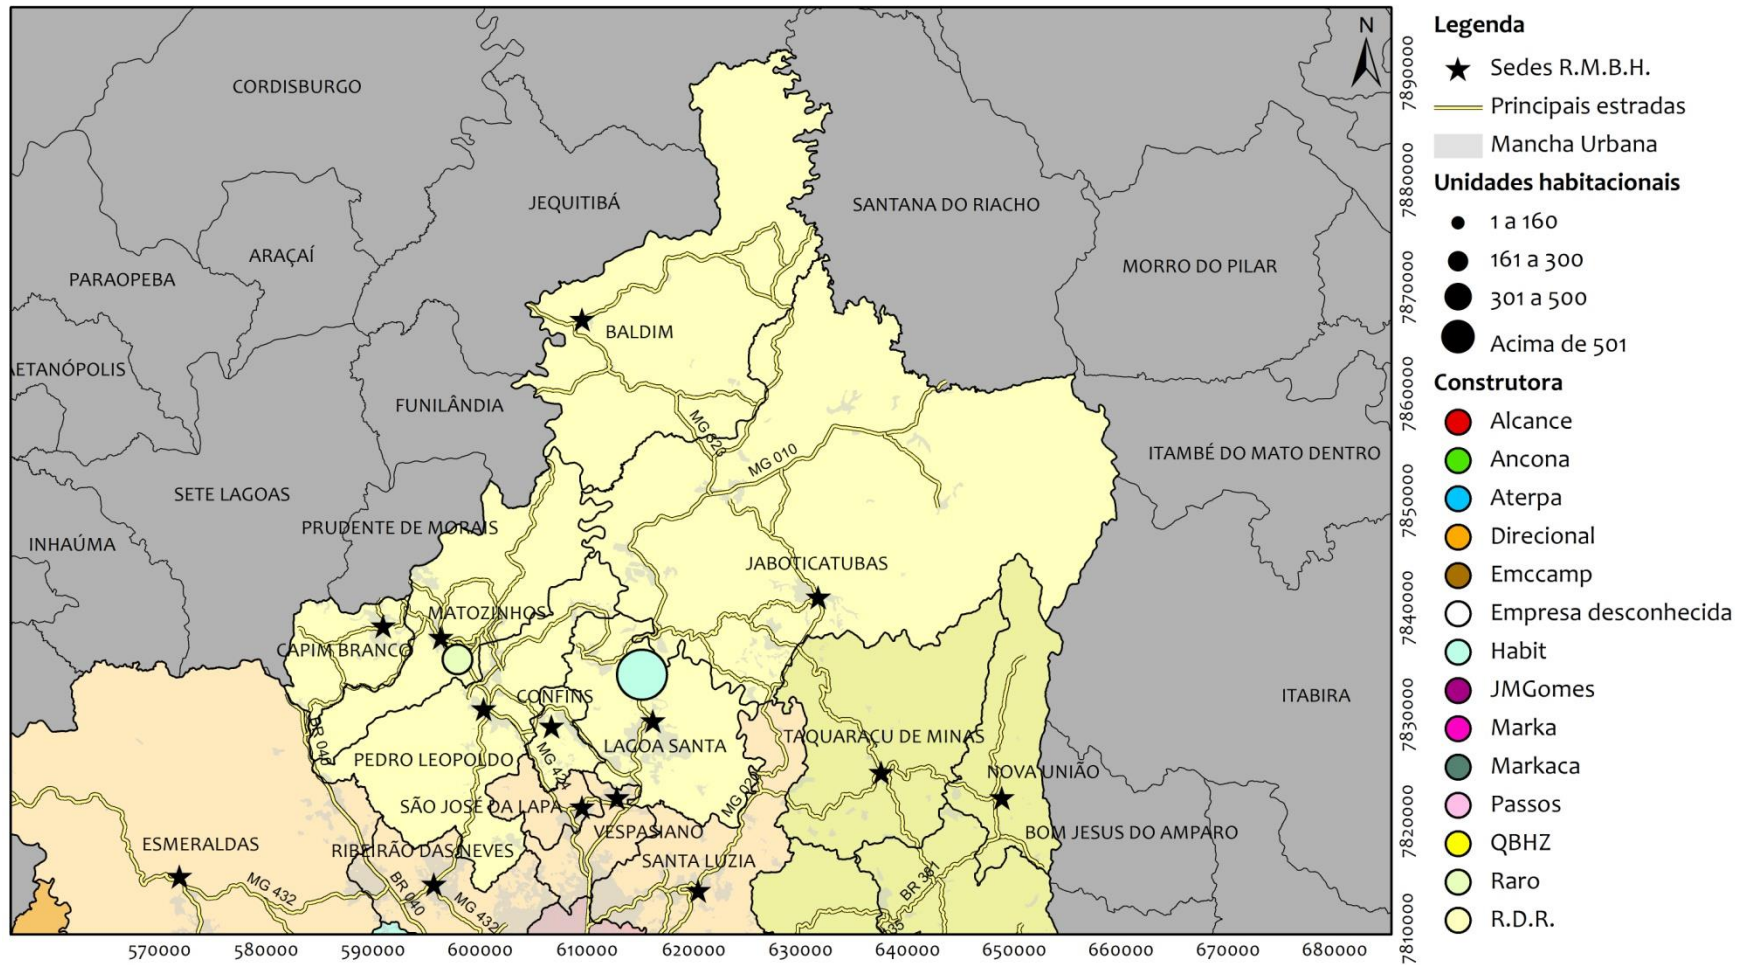 CORDISBURGO
JEQUITIBÁ
SANTANA DO RIACHO
ARAÇAÍ
PARAOPEBA
MORRO DO PILAR
BALDIM
AETANÓPOLIS
FUNILÂNDIA
MG 010
ITAMBÉ DO MATO DENTRO
SETE LAGOAS
PRUDENTE DE MORAIS
INHAÚMA
JABOTICATUBAS
MATOZINHOS
CAPIM BRANCO
CONFINS
ITABIRA
LAGOA SANTA
TAQUARAÇU DE MINAS
PEDRO LEOPOLDO
MG 424
NOVA UNIÃO
MG 020
SÃO JOSÉ DA LAPA
VESPASIANO
BOM JESUS DO AMPARO
ESMERALDAS
RIBEIRÃO DAS NEVES
SANTA LUZIA
MG 432
BR 040
MG 432
BR 381
N
7890000
7880000
7870000
7860000
7850000
7840000
7830000
7820000
7810000
570000 580000 590000 600000 610000 620000 630000 640000 650000 660000 670000 680000
Legenda
Sedes R.M.B.H.
Principais estradas
Mancha Urbana
Unidades habitacionais
1 a 160
161 a 300
301 a 500
Acima de 501
Construtora
Alcance
Ancona
Aterpa
Direcional
Emccamp
Empresa desconhecida
Habit
JMGomes
Marka
Markaca
Passos
QBHZ
Raro
R.D.R.